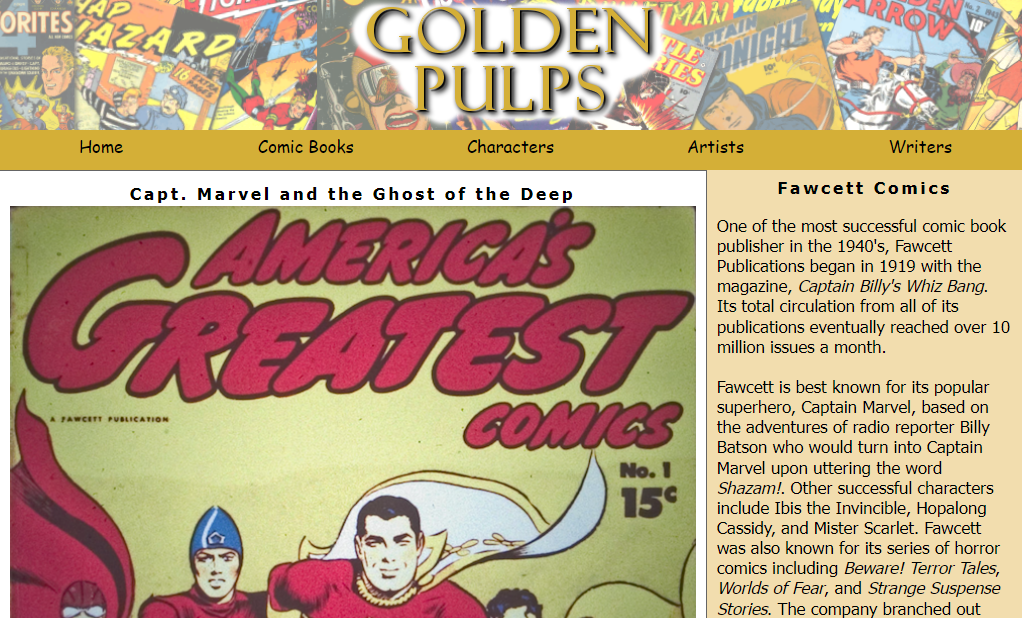 ORITES
HAZARD
GOLDEN
PULPS
CAPTAIN
MIDNIGHT
ARROW
No. 2
10¢
Home Comic Books Characters Artists Writers
Capt. Marvel and the Ghost of the Deep
AMERICA'S
GREATEST
COMICS
A FAWCETT PUBLICATION
No. 1
15¢
Fawcett Comics
One of the most successful comic book
publisher in the 1940's, Fawcett
Publications began in 1919 with the
magazine, Captain Billy's Whiz Bang.
Its total circulation from all of its
publications eventually reached over 10
million issues a month.
Fawcett is best known for its popular
superhero, Captain Marvel, based on
the adventures of radio reporter Billy
Batson who would turn into Captain
Marvel upon uttering the word
Shazam!. Other successful characters
include Ibis the Invincible, Hopalong
Cassidy, and Mister Scarlet. Fawcett
was also known for its series of horror
comics including Beware! Terror Tales,
Worlds of Fear, and Strange Suspense
Stories. The company branched out